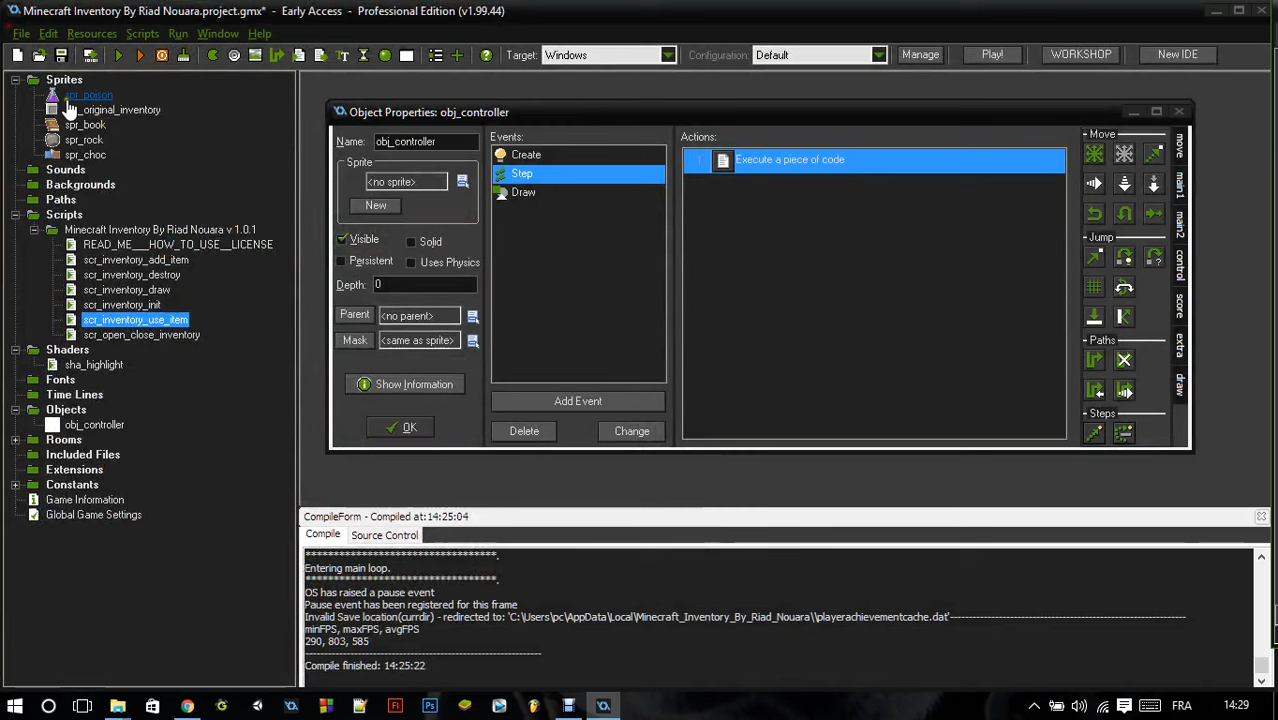 Minecraft Inventory By Riad Nouara.project.gmx* - Early Access - Professional Edition (v1.99.44)
File Edit Resources Scripts Run Window Help
Target: Windows Configuration: Default Manage Play! WORKSHOP New IDE
Sprites
spr_poison
_original_inventory
spr_book
spr_rock
spr_choc
Sounds
Backgrounds
Paths
Scripts
Minecraft Inventory By Riad Nouara v 1.0.1
READ_ME___HOW_TO_USE__LICENSE
scr_inventory_add_item
scr_inventory_destroy
scr_inventory_draw
scr_inventory_init
scr_inventory_use_item
scr_open_close_inventory
Shaders
sha_highlight
Fonts
Time Lines
Objects
obj_controller
Rooms
Included Files
Extensions
Constants
Game Information
Global Game Settings
Object Properties: obj_controller
Name: obj_controller
Sprite
<no sprite>
New
Visible Solid
Persistent Uses Physics
Depth: 0
Parent <no parent>
Mask <same as sprite>
Show Information
OK
Events:
Create
Step
Draw
Add Event
Delete Change
Actions:
Execute a piece of code
Move
Jump
Paths
Steps
move
main1
main2
control
score
extra
draw
CompileForm - Compiled at:14:25:04
Compile Source Control
**************************************************.
Entering main loop.
**************************************************.
OS has raised a pause event
Pause event has been registered for this frame
Invalid Save location(currdir) - redirected to: 'C:\Users\pc\AppData\Local\Minecraft_Inventory_By_Riad_Nouara\\playerachievementcache.dat'
minFPS, maxFPS, avgFPS
290, 803, 585
Compile finished: 14:25:22
FRA 14:29